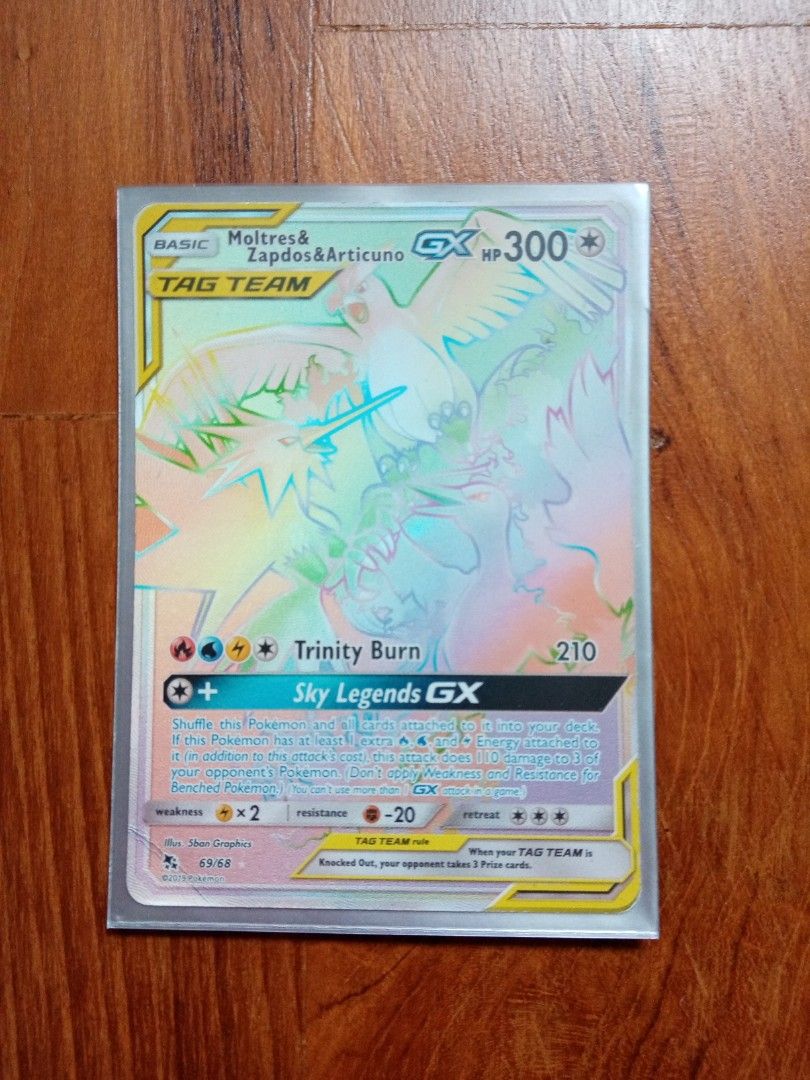 BASIC Moltres&
Zapdos&Articuno GX HP 300
TAG TEAM
Trinity Burn 210
+ Sky Legends GX
Shuffle this Pokémon and all cards attached to it into your deck.
If this Pokémon has at least 1 extra , , and Energy attached to
it (in addition to this attack's cost), this attack does 110 damage to 3 of
your opponent's Pokémon. (Don't apply Weakness and Resistance for
Benched Pokémon.) (You can't use more than 1 GX attack in a game.)
weakness ×2 resistance -20 retreat
Illus. 5ban Graphics
69/68
©2019 Pokémon
TAG TEAM rule
When your TAG TEAM is
Knocked Out, your opponent takes 3 Prize cards.